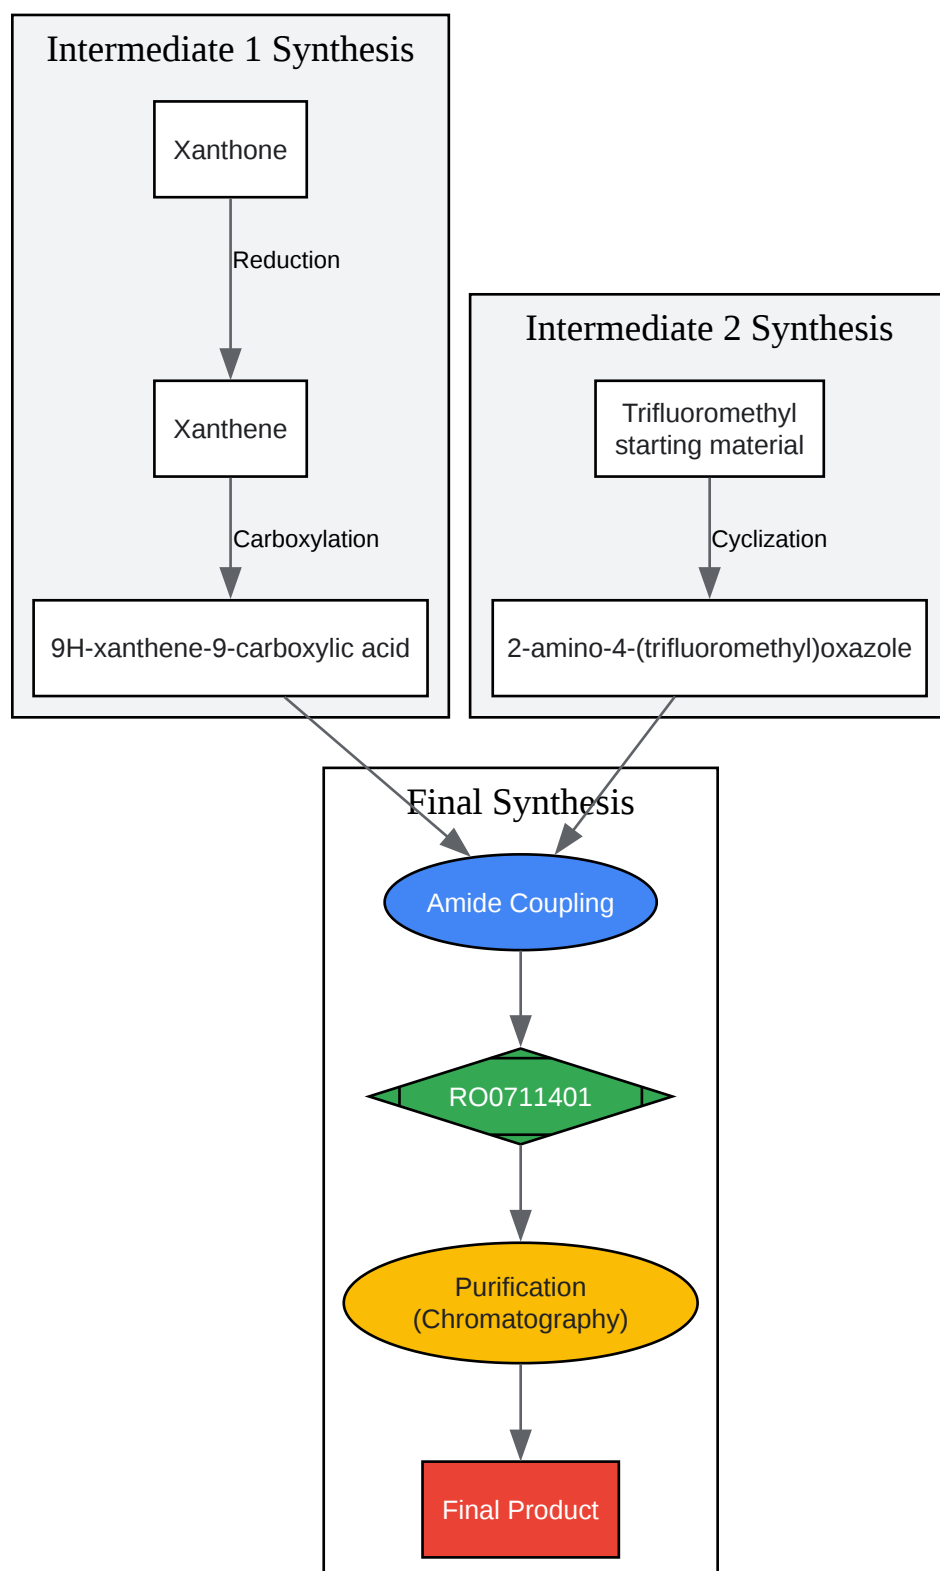 Intermediate 1 Synthesis
Xanthone
Reduction
Xanthene
Carboxylation
9H-xanthene-9-carboxylic acid
Intermediate 2 Synthesis
Trifluoromethyl
starting material
Cyclization
2-amino-4-(trifluoromethyl)oxazole
Final Synthesis
Amide Coupling
RO0711401
Purification
(Chromatography)
Final Product